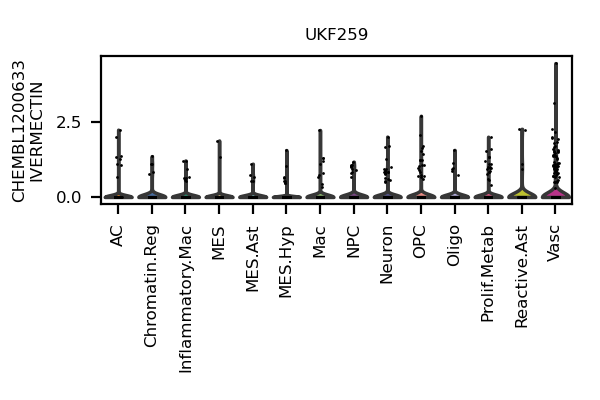 UKF259
CHEMBL1200633
IVERMECTIN
2.5
0.0
AC
Chromatin.Reg
Inflammatory.Mac
MES
MES.Ast
MES.Hyp
Mac
NPC
Neuron
OPC
Oligo
Prolif.Metab
Reactive.Ast
Vasc